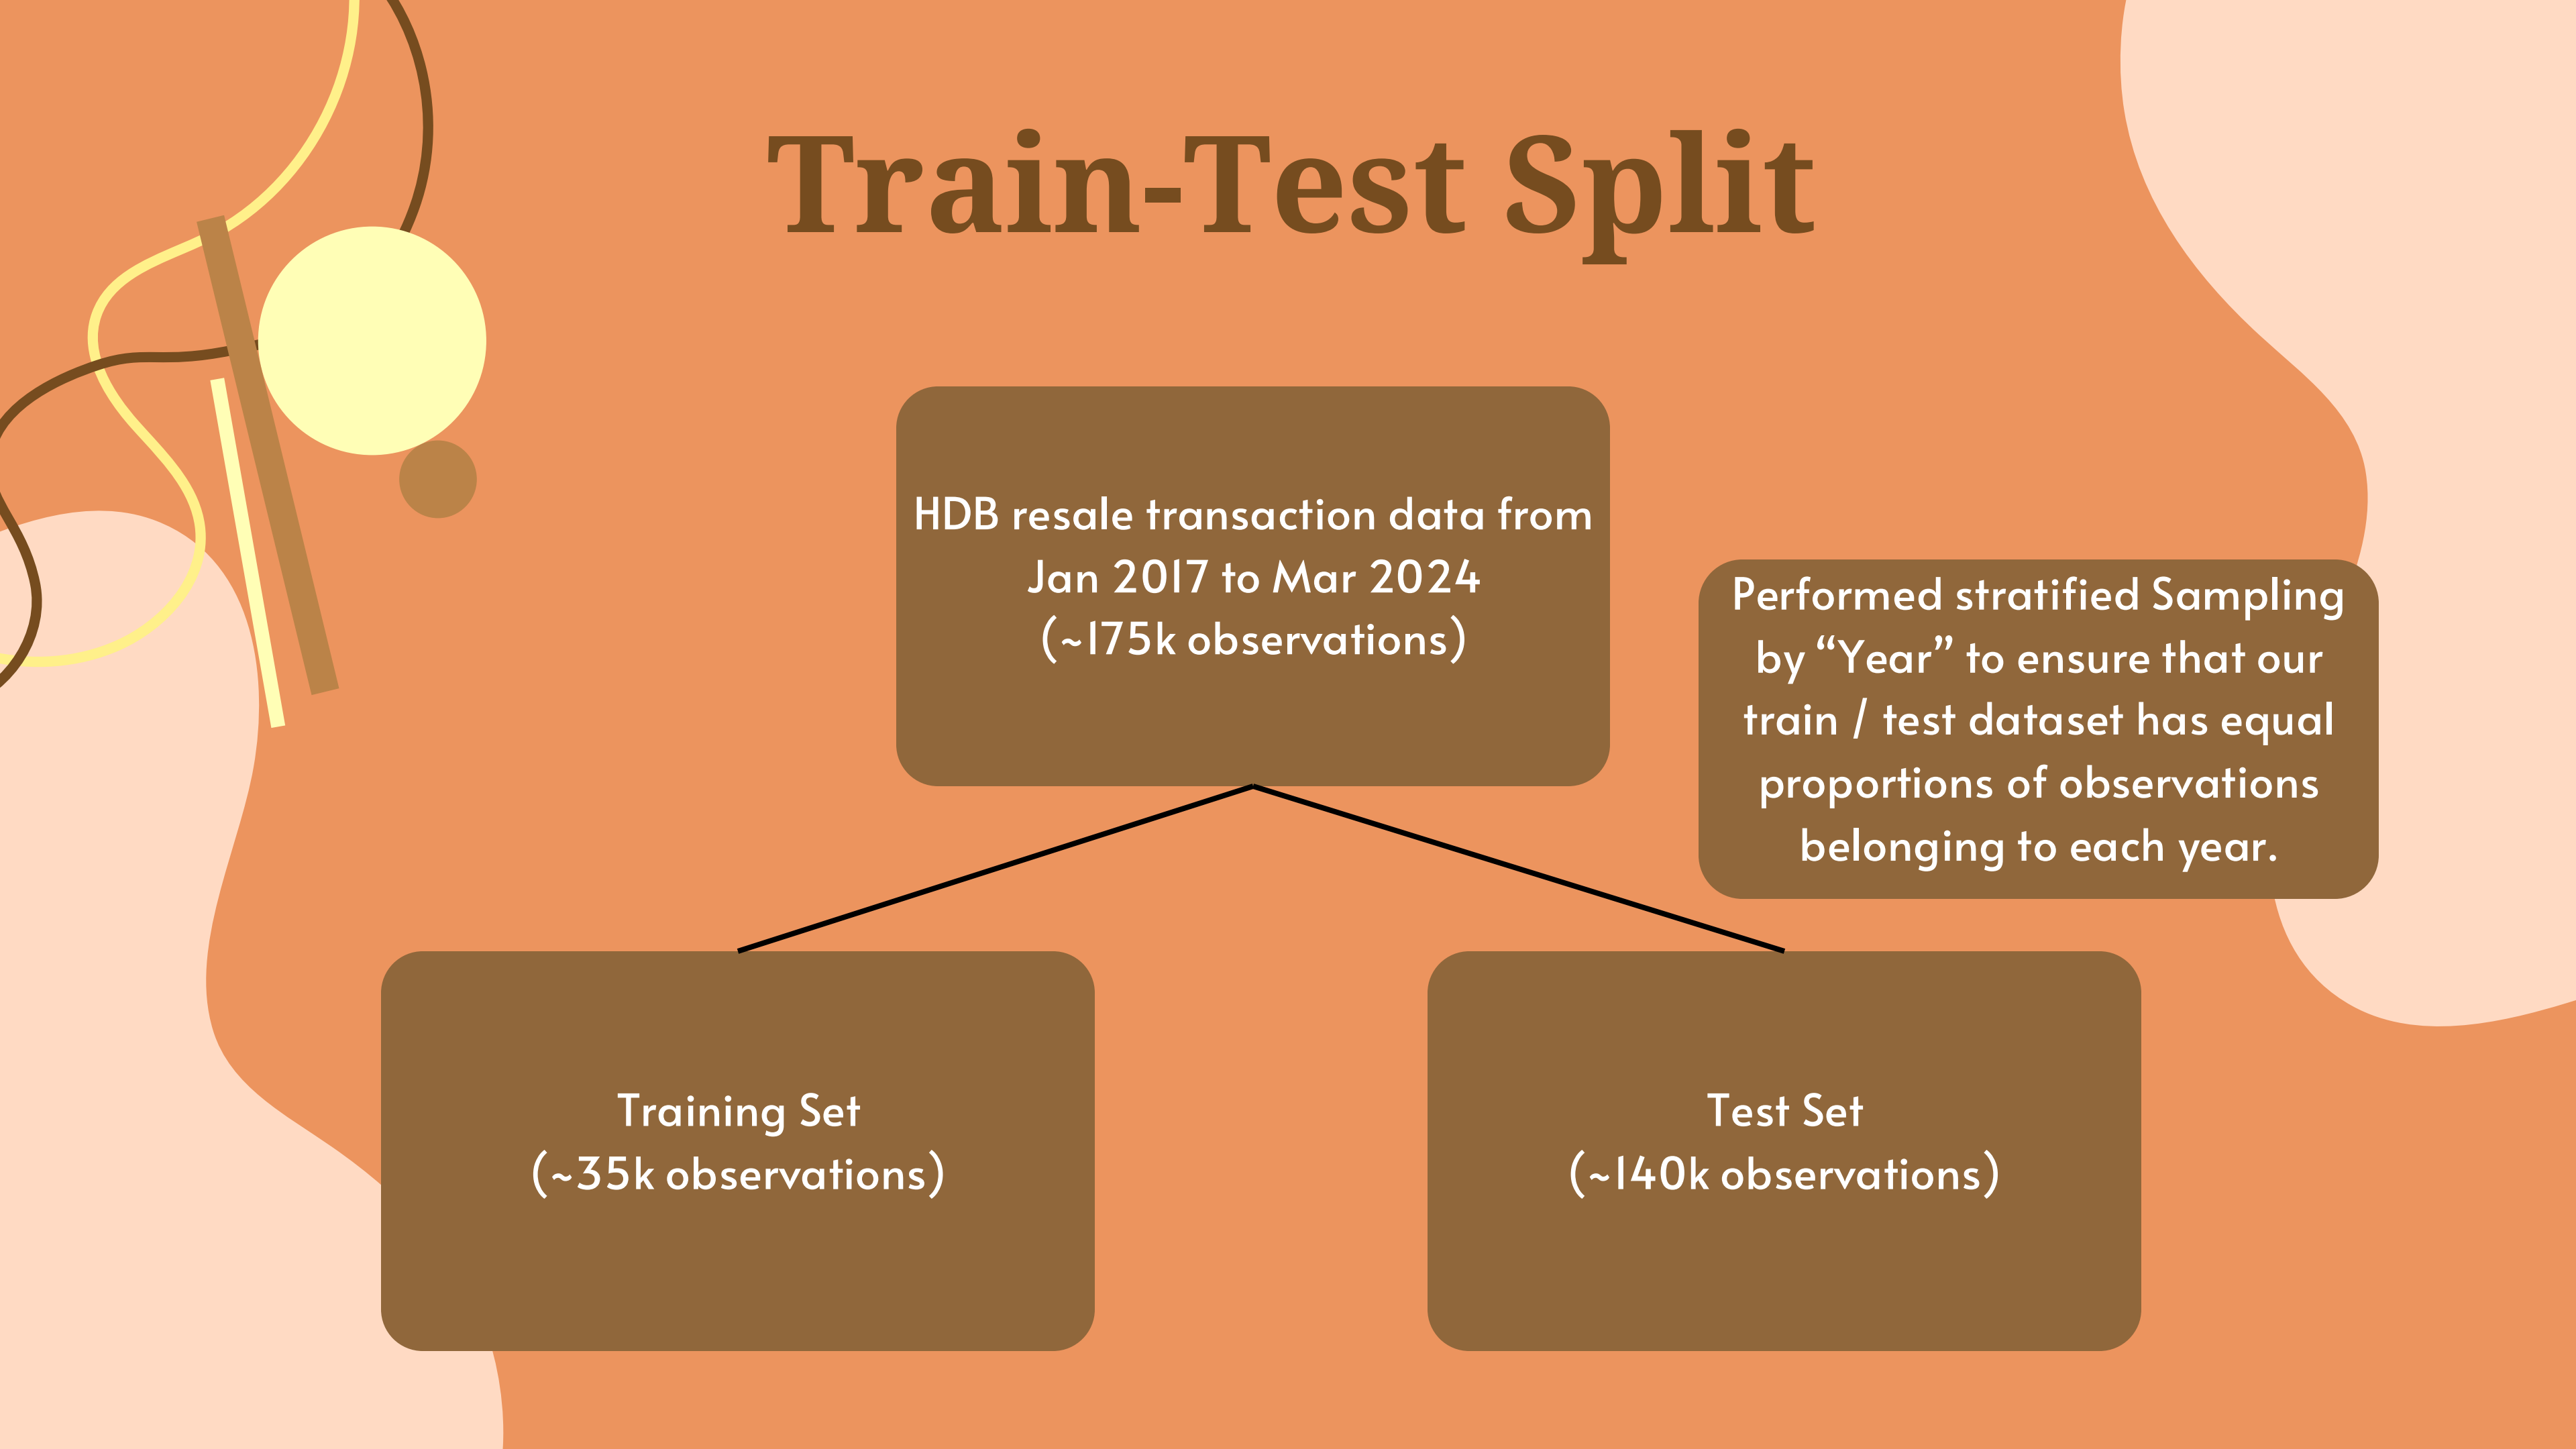 Train-Test Split
HDB resale transaction data from
Jan 2017 to Mar 2024
(~175k observations)
Performed stratified Sampling
by “Year” to ensure that our
train / test dataset has equal
proportions of observations
belonging to each year.
Training Set
(~35k observations)
Test Set
(~140k observations)